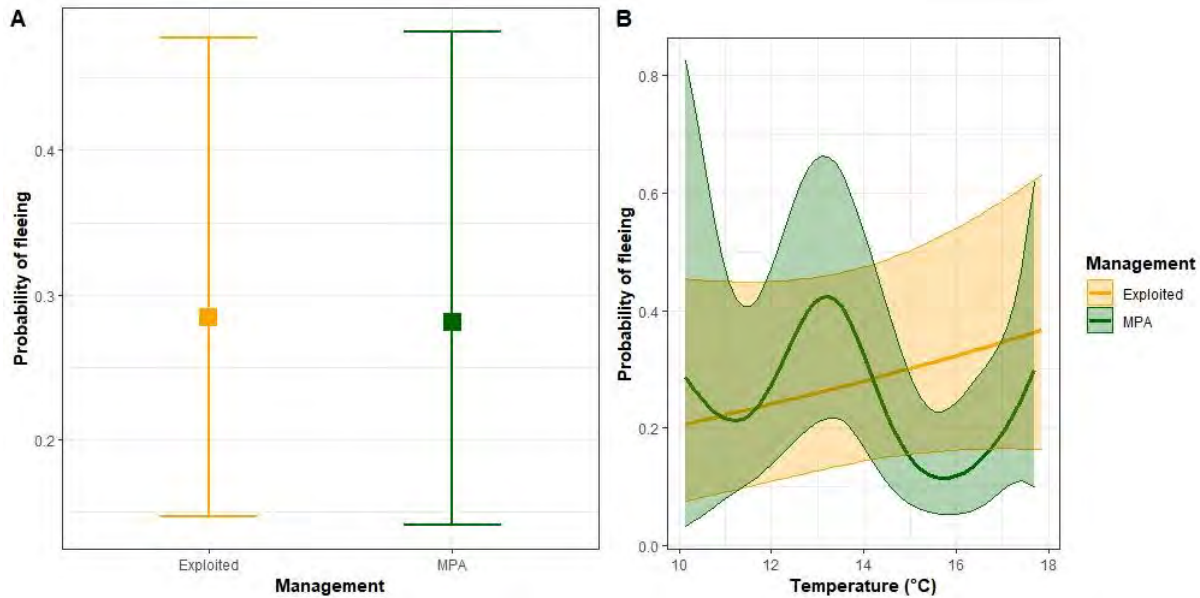 A
Probability of fleeing
0.4
0.3
0.2
Exploited
MPA
Management
B
Probability of fleeing
0.8
0.6
0.4
0.2
0.0
10
12
14
16
18
Temperature (°C)
Management
Exploited
MPA